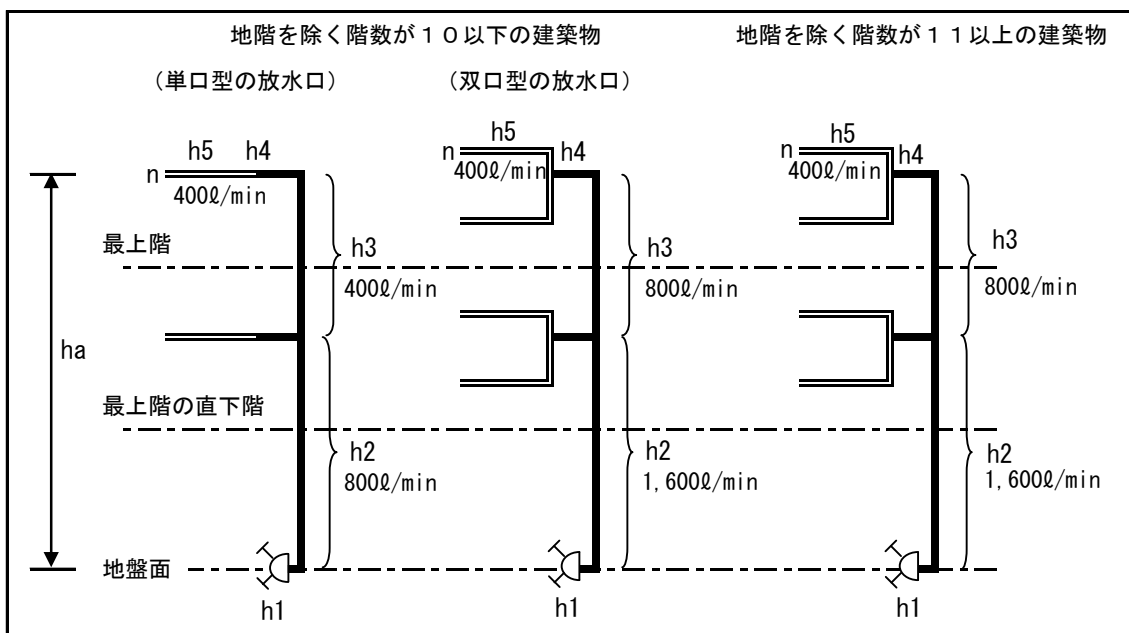 地階を除く階数が１０以下の建築物
地階を除く階数が１１以上の建築物
（単口型の放水口）
（双口型の放水口）
h5
h4
n
400ℓ/min
h5
n
h4
400ℓ/min
h5
n
h4
400ℓ/min
最上階
h3
400ℓ/min
h3
800ℓ/min
h3
800ℓ/min
ha
最上階の直下階
h2
800ℓ/min
h2
1,600ℓ/min
h2
1,600ℓ/min
地盤面
h1
h1
h1